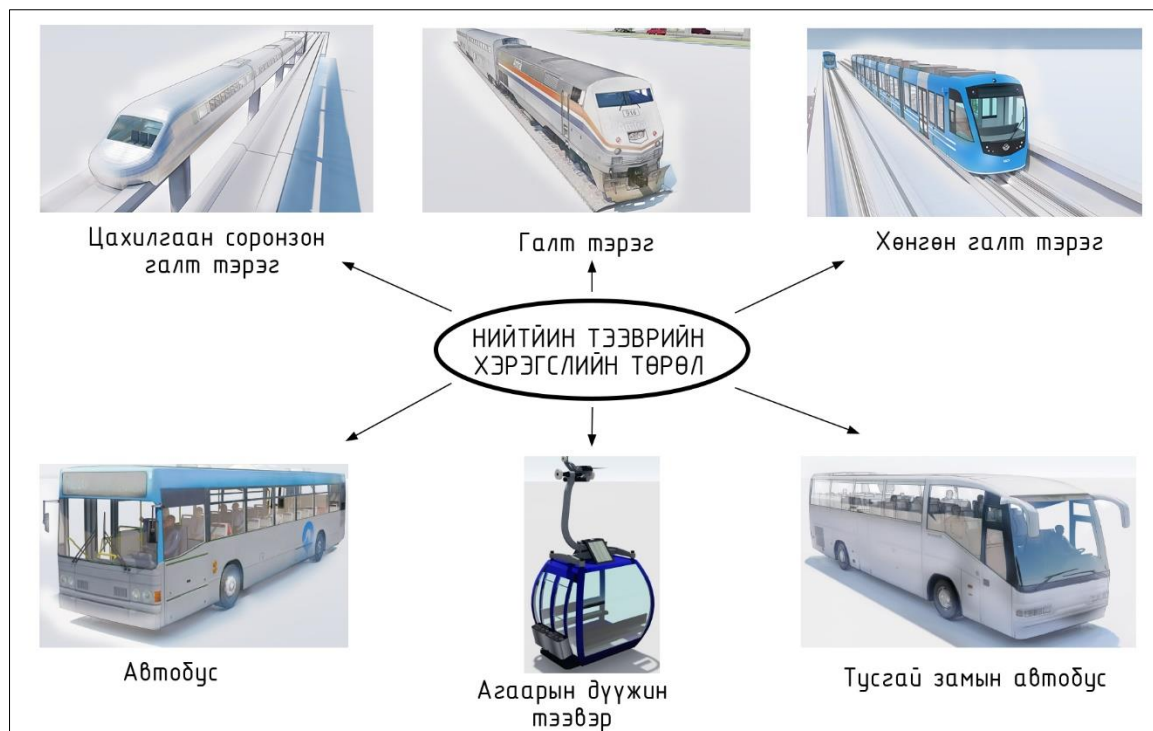 Цахилгаан соронзон
галт тэрэг
Галт тэрэг
Хөнгөн галт тэрэг
НИЙТИЙН ТЭЭВРИЙН
ХЭРЭГСЛИЙН ТӨРӨЛ
Автобус
Агаарын дүүжин
тээвэр
Тусгай замын автобус